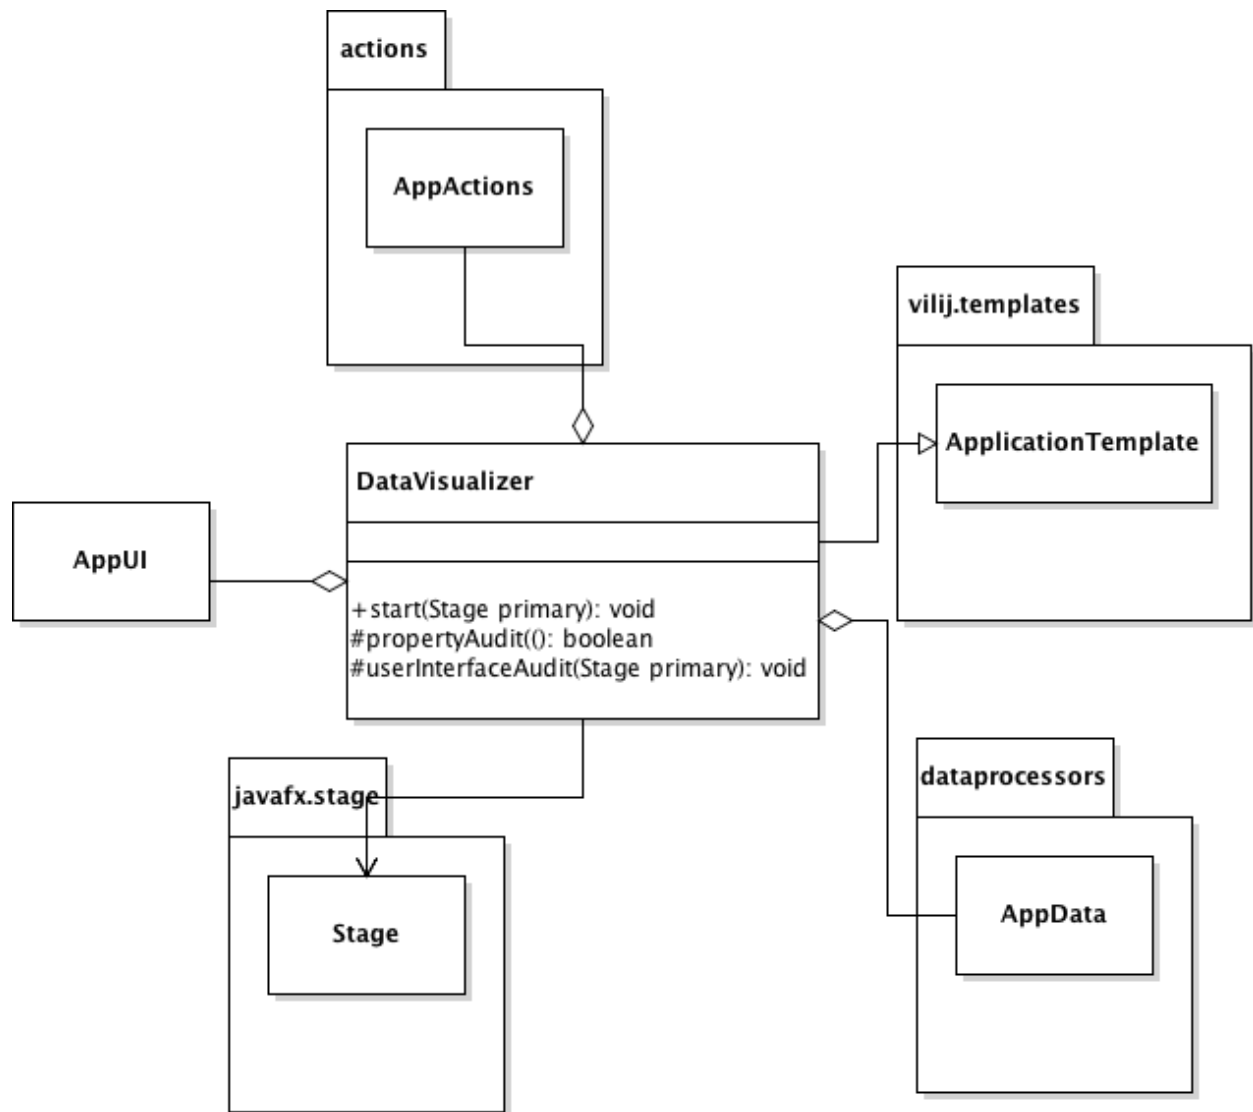 actions
AppActions
vilij.templates
ApplicationTemplate
DataVisualizer
AppUI
+start(Stage primary): void
#propertyAudit((): boolean
#userInterfaceAudit(Stage primary): void
javafx.stage
Stage
dataprocessors
AppData